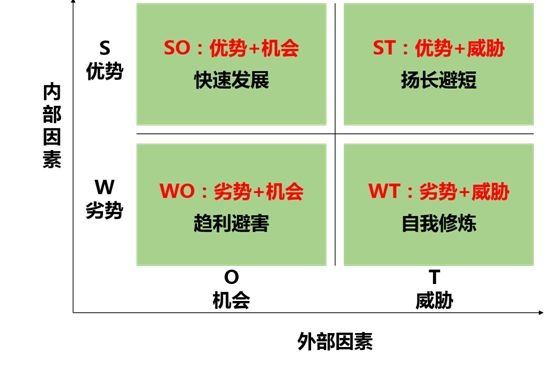 S
优势
SO：优势+机会
快速发展
ST：优势+威胁
扬长避短
内部因素
W
劣势
WO：劣势+机会
趋利避害
WT：劣势+威胁
自我修炼
O
机会
T
威胁
外部因素